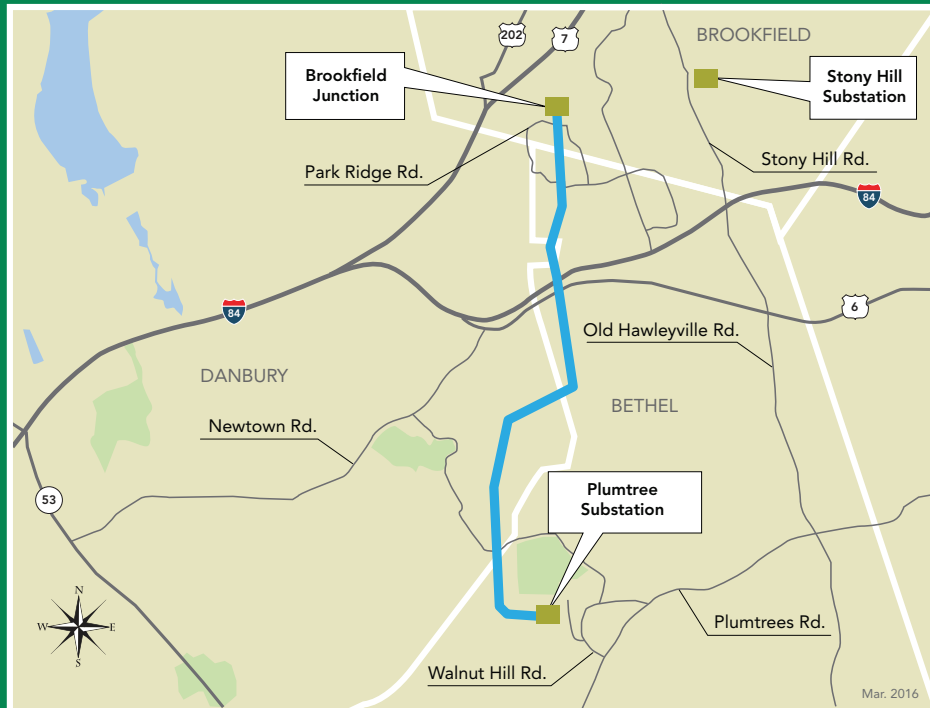 202
7
BROOKFIELD
Brookfield
Junction
Stony Hill
Substation
Park Ridge Rd.
Stony Hill Rd.
84
84
6
Old Hawleyville Rd.
DANBURY
BETHEL
Newtown Rd.
53
Plumtree
Substation
N
W
E
S
Plumtrees Rd.
Walnut Hill Rd.
Mar. 2016